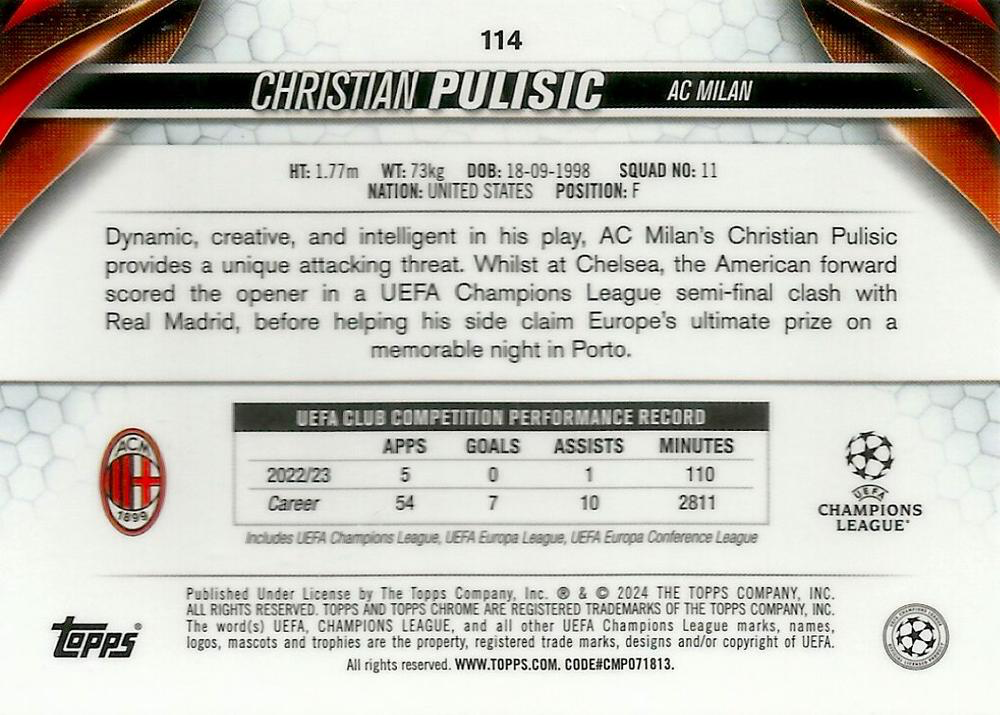 114
CHRISTIAN PULISIC AC MILAN
HT: 1.77m WT: 73kg DOB: 18-09-1998 SQUAD NO: 11
NATION: UNITED STATES POSITION: F
Dynamic, creative, and intelligent in his play, AC Milan's Christian Pulisic
provides a unique attacking threat. Whilst at Chelsea, the American forward
scored the opener in a UEFA Champions League semi-final clash with
Real Madrid, before helping his side claim Europe's ultimate prize on a
memorable night in Porto.
UEFA CLUB COMPETITION PERFORMANCE RECORD
APPS GOALS ASSISTS MINUTES
2022/23 5 0 1 110
Career 54 7 10 2811
Includes UEFA Champions League, UEFA Europa League, UEFA Europa Conference League
ACM
1899
UEFA
CHAMPIONS
LEAGUE®
Published Under License by The Topps Company, Inc. ® & © 2024 THE TOPPS COMPANY, INC.
ALL RIGHTS RESERVED. TOPPS AND TOPPS CHROME ARE REGISTERED TRADEMARKS OF THE TOPPS COMPANY, INC.
The word(s) UEFA, CHAMPIONS LEAGUE, and all other UEFA Champions League marks, names,
logos, mascots and trophies are the property, registered trade marks, designs and/or copyright of UEFA.
All rights reserved. WWW.TOPPS.COM. CODE#CMP071813.
topps®